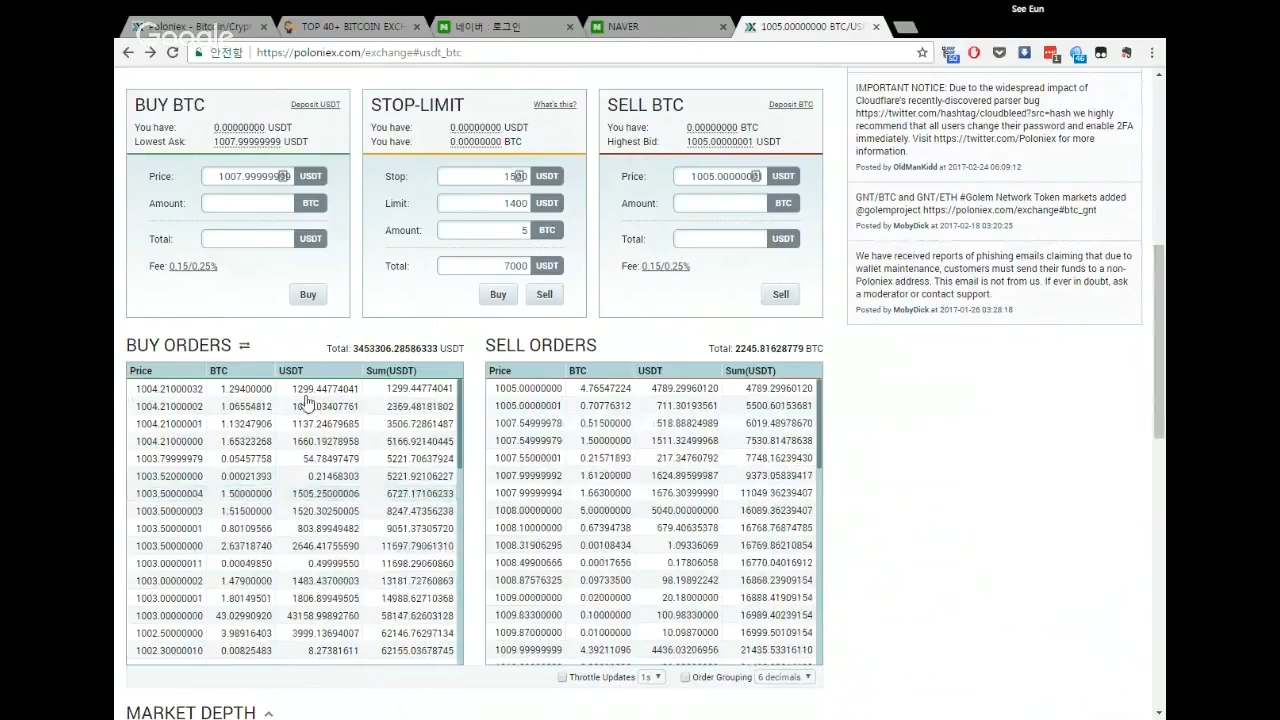 See Eun
Poloniex - Bitcoin/Crypt
TOP 40+ BITCOIN EXCH
네이버 : 로그인
NAVER
1005.00000000 BTC/USD
Google
안전함
https://poloniex.com/exchange#usdt_btc
50
1
46
BUY BTC
Deposit USDT
You have: 0.00000000 USDT
Lowest Ask: 1007.99999999 USDT
Price: 1007.99999999 USDT
Amount: BTC
Total: USDT
Fee: 0.15/0.25%
Buy
STOP-LIMIT
What's this?
You have: 0.00000000 USDT
You have: 0.00000000 BTC
Stop: 1500 USDT
Limit: 1400 USDT
Amount: 5 BTC
Total: 7000 USDT
Buy Sell
SELL BTC
Deposit BTC
You have: 0.00000000 BTC
Highest Bid: 1005.00000001 USDT
Price: 1005.00000001 USDT
Amount: BTC
Total: USDT
Fee: 0.15/0.25%
Sell
IMPORTANT NOTICE: Due to the widespread impact of
Cloudflare's recently-discovered parser bug
https://twitter.com/hashtag/cloudbleed?src=hash we highly
recommend that all users change their password and enable 2FA
immediately. Visit https://twitter.com/Poloniex for more
information.
Posted by OldManKidd at 2017-02-24 06:09:12
GNT/BTC and GNT/ETH #Golem Network Token markets added
@golemproject https://poloniex.com/exchange#btc_gnt
Posted by MobyDick at 2017-02-18 03:20:25
We have received reports of phishing emails claiming that due to
wallet maintenance, customers must send their funds to a non-
Poloniex address. This email is not from us. If ever in doubt, ask
a moderator or contact support.
Posted by MobyDick at 2017-01-26 03:28:18
BUY ORDERS
Total: 3453306.28586333 USDT
Price BTC USDT Sum(USDT)
1004.21000032 1.29400000 1299.44774041 1299.44774041
1004.21000002 1.06554812 2369.48181802
1004.21000001 1.13247906 1137.24679685 3506.72861487
1004.21000000 1.65323268 1660.19278958 5166.92140445
1003.79999979 0.05457758 54.78497479 5221.70637924
1003.52000000 0.00021393 0.21468303 5221.92106227
1003.50000004 1.50000000 1505.25000006 6727.17106233
1003.50000003 1.51500000 1520.30250005 8247.47356238
1003.50000001 0.80109566 803.89949482 9051.37305720
1003.50000000 2.63718740 2646.41755590 11697.79061310
1003.00000011 0.00049850 0.49999550 11698.29060860
1003.00000002 1.47900000 1483.43700003 13181.72760863
1003.00000001 1.80149501 1806.89949505 14988.62710368
1003.00000000 43.02990920 43158.99892760 58147.62603128
1002.50000000 3.98916403 3999.13694007 62146.76297134
1002.30000010 0.00825483 8.27381611 62155.03678745
SELL ORDERS
Total: 2245.81628779 BTC
Price BTC USDT Sum(USDT)
1005.00000000 4.76547224 4789.29960120 4789.29960120
1005.00000001 0.70776312 711.30193561 5500.60153681
1007.54999978 0.51500000 518.88824989 6019.48978670
1007.54999979 1.50000000 1511.32499968 7530.81478638
1007.55000001 0.21571893 217.34760792 7748.16239430
1007.99999992 1.61200000 1624.89599987 9373.05839417
1007.99999994 1.66300000 1676.30399990 11049.36239407
1008.00000000 5.00000000 5040.00000000 16089.36239407
1008.10000000 0.67394738 679.40635378 16768.76874785
1008.31906295 0.00108434 1.09336069 16769.86210854
1008.49900666 0.00017656 0.17806058 16770.04016912
1008.87576325 0.09733500 98.19892242 16868.23909154
1009.00000000 0.02000000 20.18000000 16888.41909154
1009.83300000 0.10000000 100.98330000 16989.40239154
1009.87000000 0.01000000 10.09870000 16999.50109154
1009.99999999 4.39211096 4436.03206956 21435.53316110
Throttle Updates 1s
Order Grouping 6 decimals
MARKET DEPTH